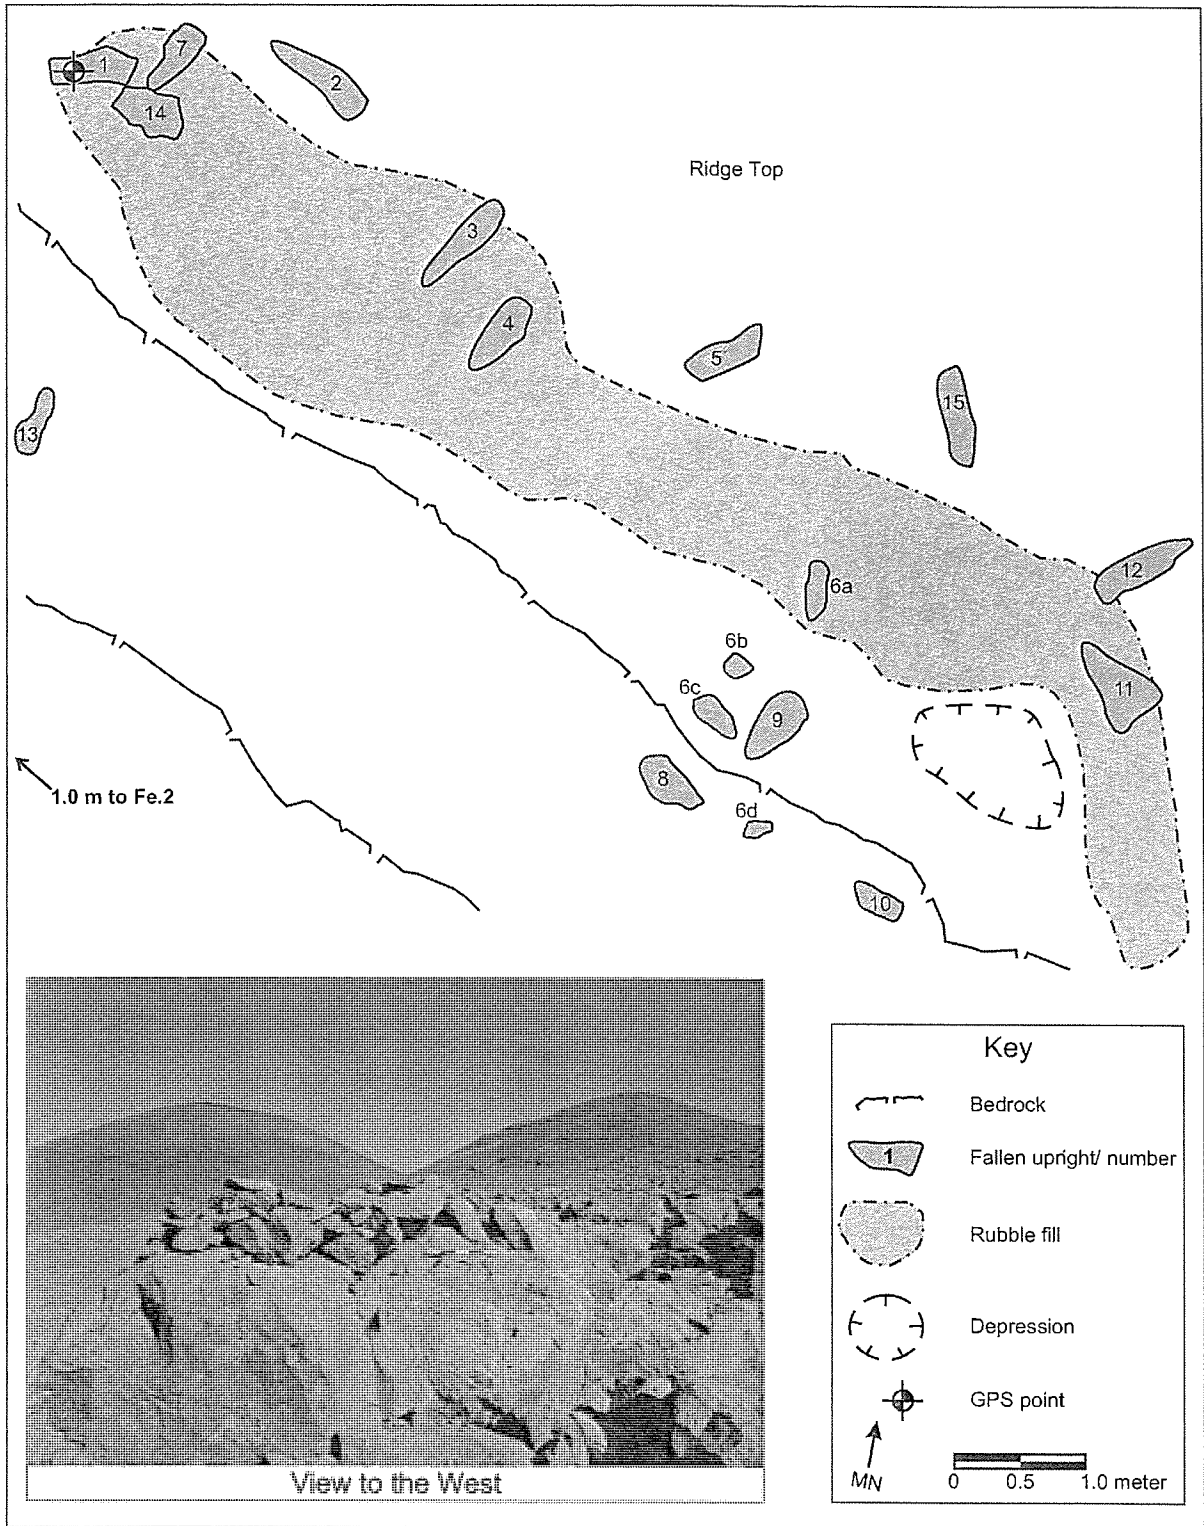 1
7
2
14
Ridge Top
3
4
5
15
13
12
6a
6b
6c
11
9
8
1.0 m to Fe.2
6d
10
Key
Bedrock
1 Fallen upright/ number
Rubble fill
Depression
GPS point
MN
0 0.5 1.0 meter
View to the West